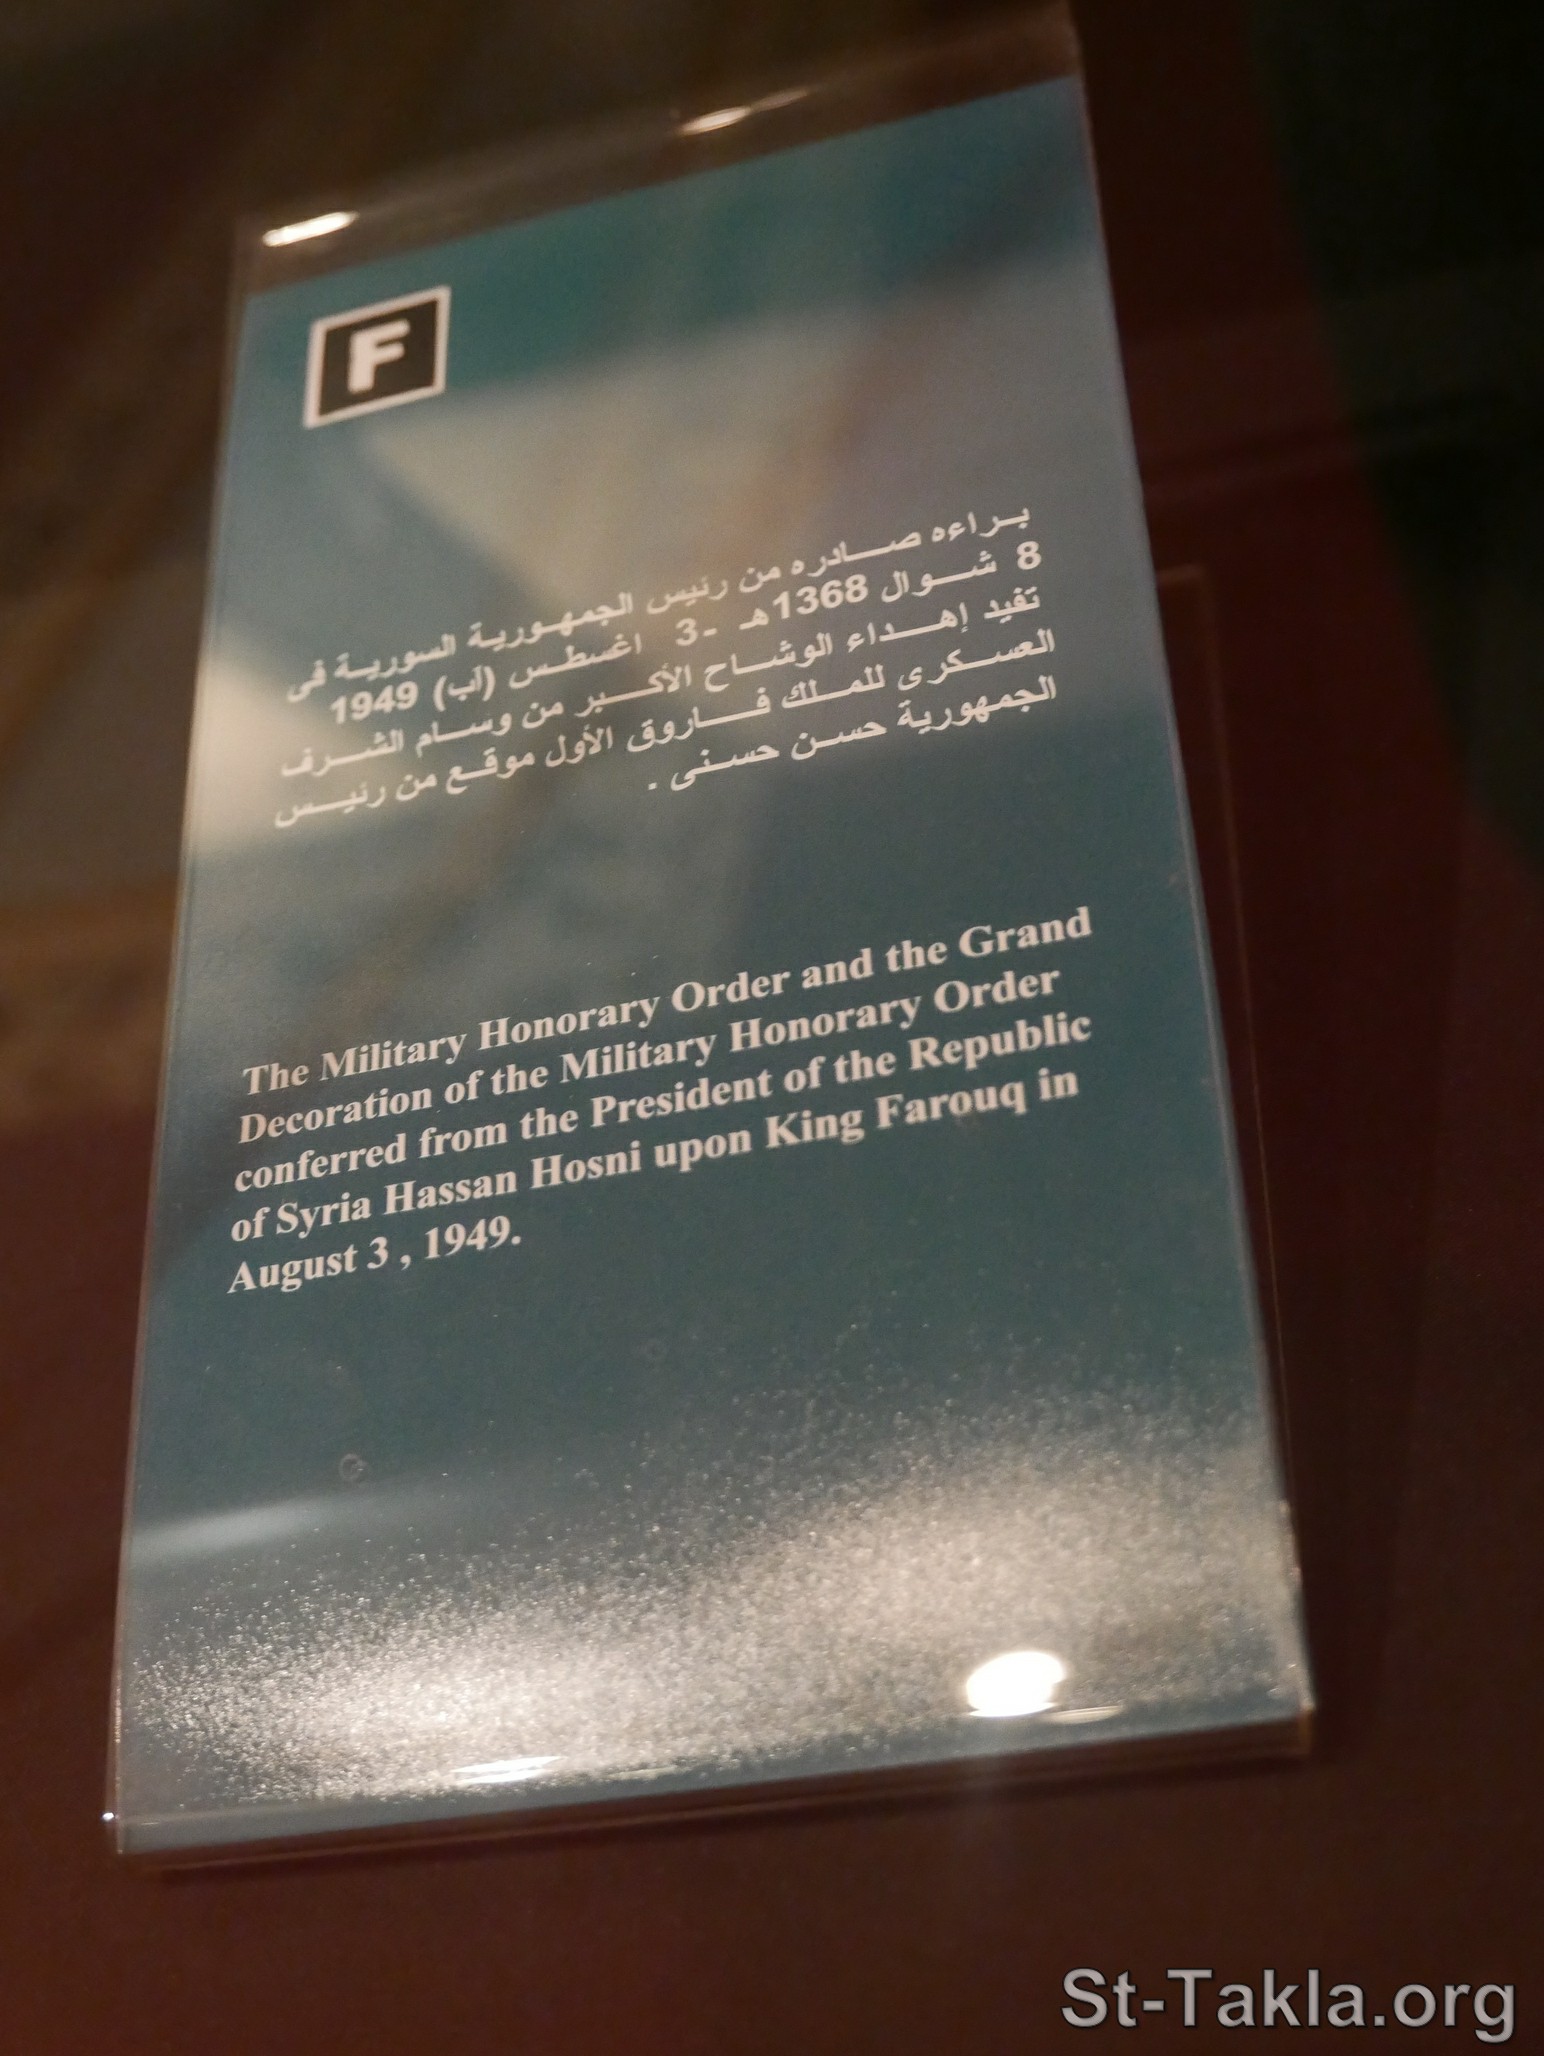 F
براءه صادره من رئيس الجمهورية السورية فى
8 شوال 1368هـ -3 اغسطس (آب) 1949
تفيد إهداء الوشاح الأكبر من وسام الشرف
العسكرى للملك فاروق الأول موقع من رئيس
الجمهورية حسن حسنى .
The Military Honorary Order and the Grand
Decoration of the Military Honorary Order
conferred from the President of the Republic
of Syria Hassan Hosni upon King Farouq in
August 3 , 1949.
St-Takla.org